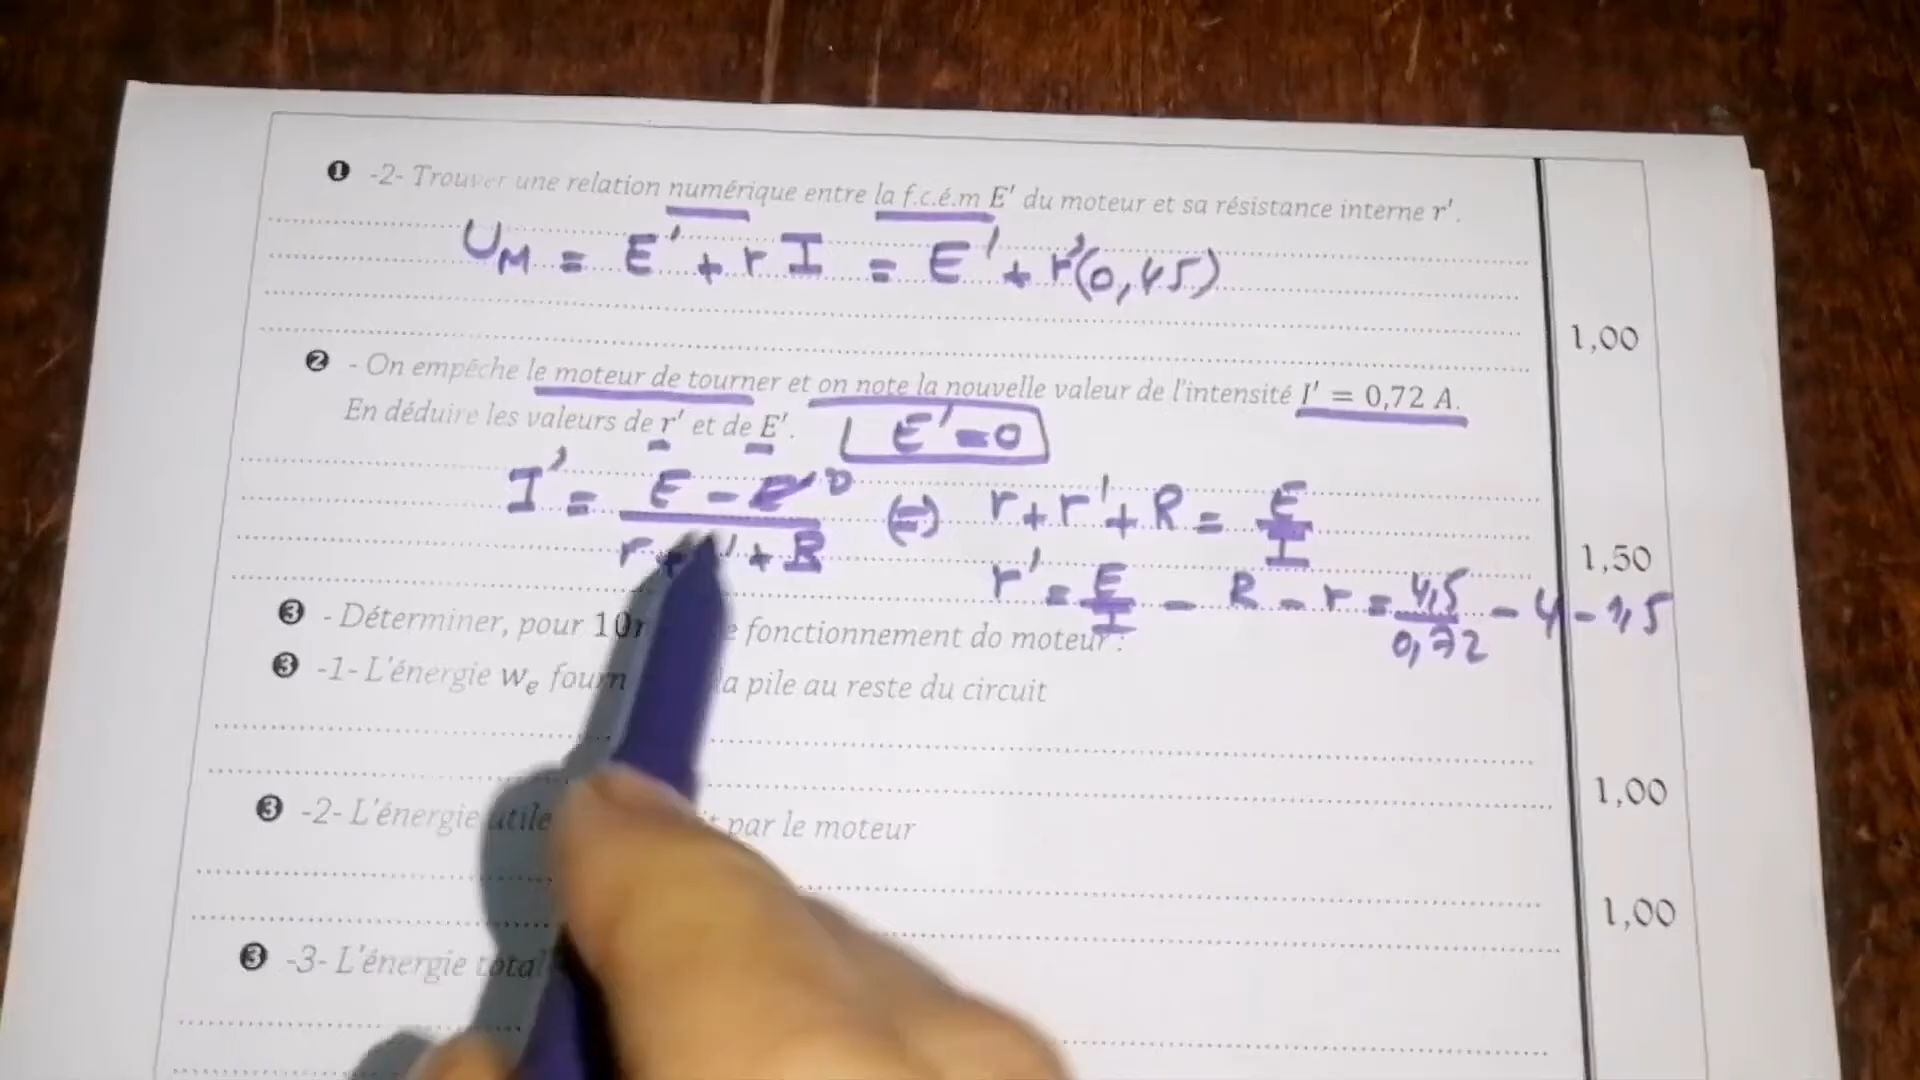 ❶ -2- Trouver une relation numérique entre la f.c.é.m E' du moteur et sa résistance interne r'.
U_M = E' + r I = E' + r'(0,45)
1,00
❷ - On empêche le moteur de tourner et on note la nouvelle valeur de l'intensité I' = 0,72 A.
En déduire les valeurs de r' et de E'. E' = 0
I' = (E - E' 0) / (r + r' + R) (=) r + r' + R = E / I
1,50
r' = E / I - R - r = 4,5 / 0,72 - 4 - 1,5
❸ - Déterminer, pour 10 fonctionnement do moteur :
❸ -1- L'énergie w_e la pile au reste du circuit
1,00
❸ -2- L'énergie utile par le moteur
1,00
❸ -3- L'énergie